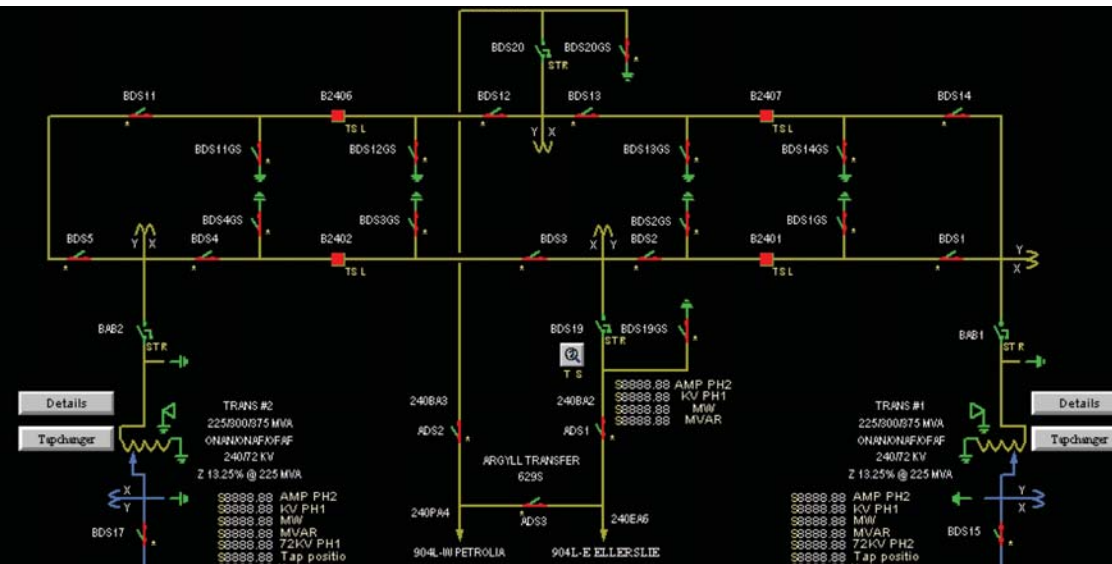 BDS20
BDS20GS
STR
BDS11
B2406
BDS12
BDS13
B2407
BDS14
TSL
Y X
TSL
BDS11GS
BDS12GS
BDS13GS
BDS14GS
BDS4GS
BDS3GS
BDS2GS
BDS1GS
BDS5
Y X
BDS4
B2402
BDS3
X Y
BDS2
B2401
BDS1
Y
X
TSL
TSL
BAB2
STR
BDS19
BDS19GS
STR
BAB1
STR
T S
S8888.88 AMP PH2
S8888.88 KV PH1
S8888.88 MW
S8888.88 MVAR
Details
Tapchanger
TRANS #2
225/300/375 MVA
ONAN/ONAF/OFAF
240/72 KV
Z 13.25% @ 225 MVA
240BA3
240BA2
ADS2
ADS1
ARGYLL TRANSFER
629S
TRANS #1
225/300/375 MVA
ONAN/ONAF/OFAF
240/72 KV
Z 13.25% @ 225 MVA
Details
Tapchanger
X
Y
S8888.88 AMP PH2
S8888.88 KV PH1
S8888.88 MW
S8888.88 MVAR
S8888.88 72KV PH1
S8888.88 Tap positio
BDS17
240PA4
ADS3
240EA6
904L-W PETROLIA
904L-E ELLERSLIE
S8888.88 AMP PH2
S8888.88 KV PH1
S8888.88 MW
S8888.88 MVAR
S8888.88 72KV PH1
S8888.88 Tap positio
Y
X
BDS15